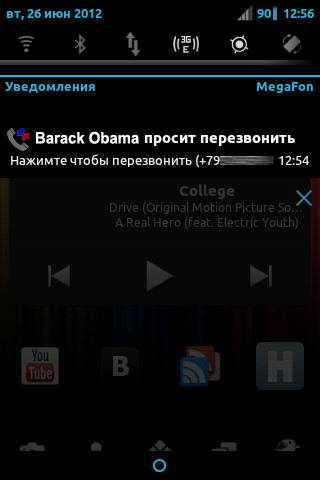 вт, 26 июн 2012 90 12:56
3G
E
Уведомления MegaFon
Barack Obama просит перезвонить
Нажмите чтобы перезвонить (+79 12:54
College
Drive (Original Motion Picture So…
A Real Hero (feat. Electric Youth)
You
Tube
B
H